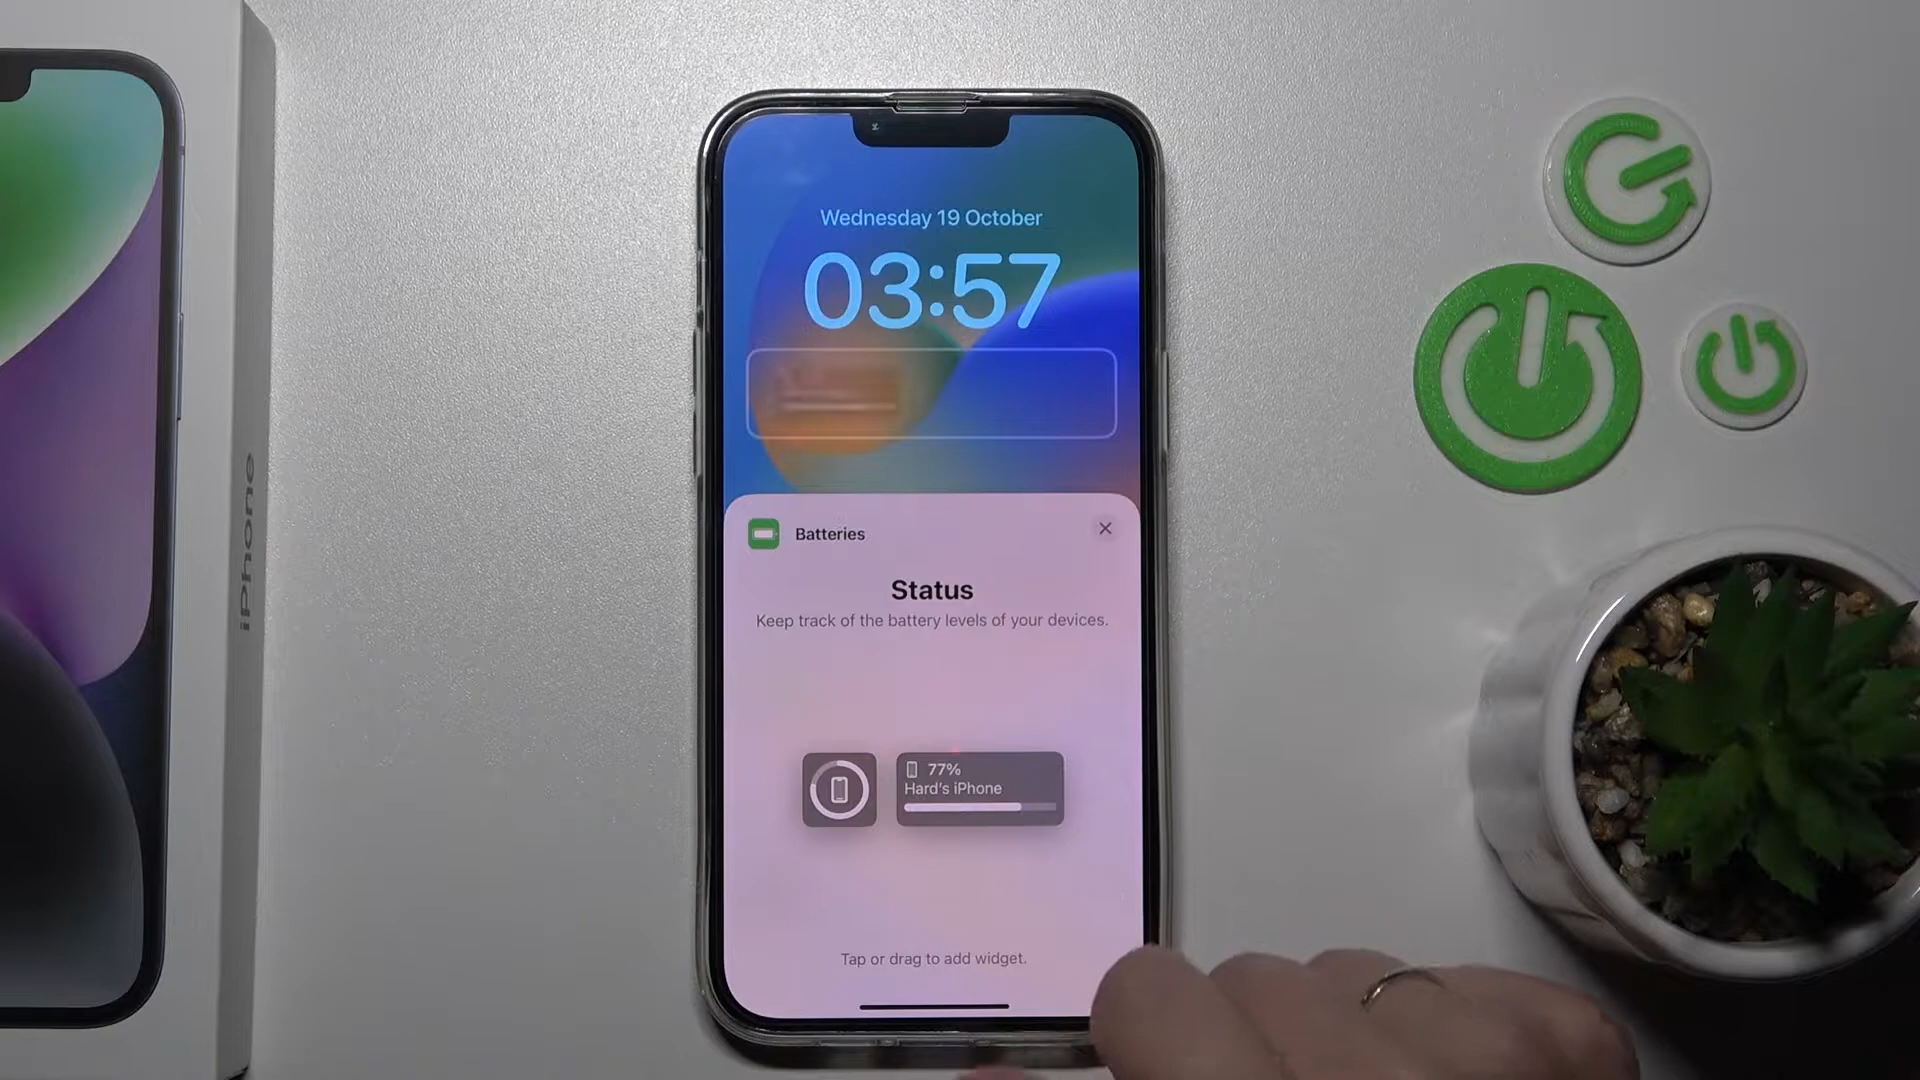 iPhone
Wednesday 19 October
03:57
Batteries
Status
Keep track of the battery levels of your devices.
77%
Hard's iPhone
Tap or drag to add widget.